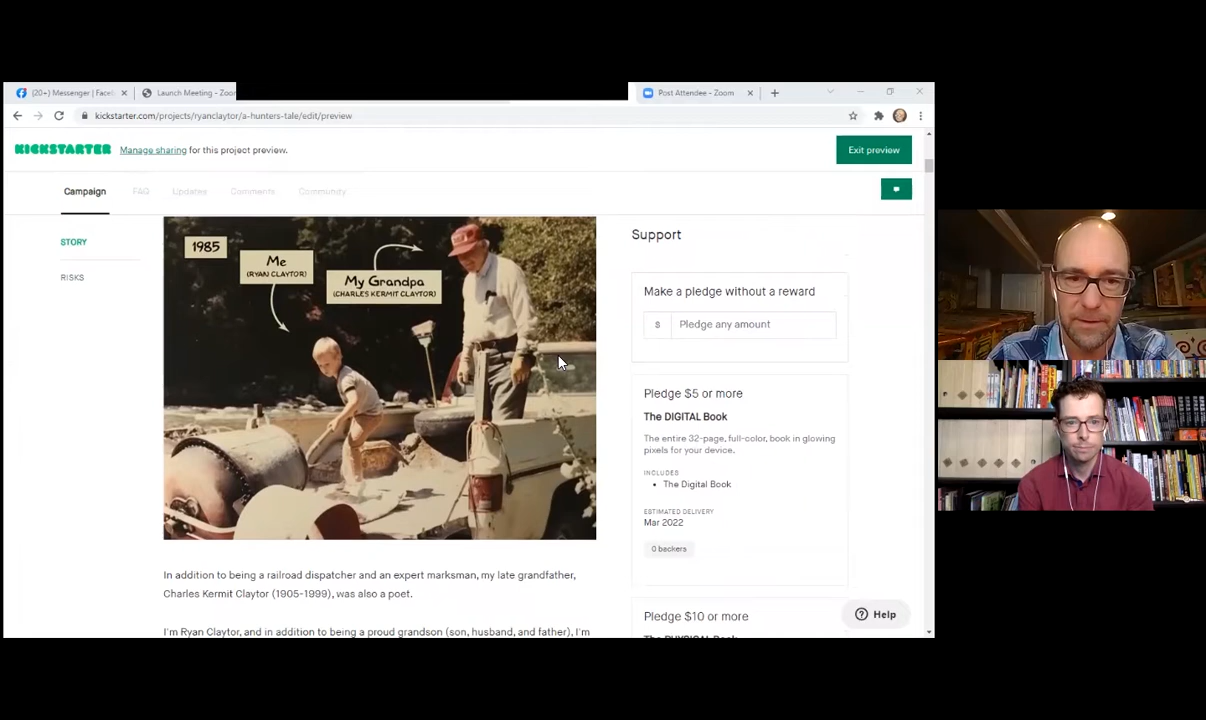 (20+) Messenger | Faceb
Launch Meeting - Zoo
Post Attendee - Zoom
kickstarter.com/projects/ryanclaytor/a-hunters-tale/edit/preview
KICKSTARTER
Manage sharing for this project preview.
Exit preview
Campaign
FAQ
Updates
Comments
Community
STORY
RISKS
1985
Me
(RYAN CLAYTOR)
My Grandpa
(CHARLES KERMIT CLAYTOR)
In addition to being a railroad dispatcher and an expert marksman, my late grandfather,
Charles Kermit Claytor (1905-1999), was also a poet.
I'm Ryan Claytor, and in addition to being a proud grandson (son, husband, and father), I'm
Support
Make a pledge without a reward
$
Pledge any amount
Pledge $5 or more
The DIGITAL Book
The entire 32-page, full-color, book in glowing
pixels for your device.
INCLUDES
• The Digital Book
ESTIMATED DELIVERY
Mar 2022
0 backers
Pledge $10 or more
The PHYSICAL Book
Help